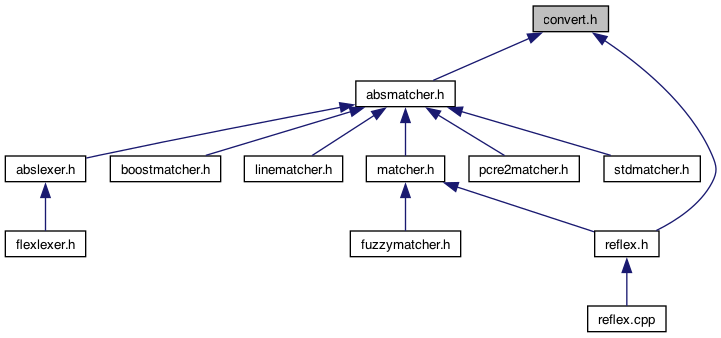 convert.h
absmatcher.h
abslexer.h
boostmatcher.h
linematcher.h
matcher.h
pcre2matcher.h
stdmatcher.h
flexlexer.h
fuzzymatcher.h
reflex.h
reflex.cpp